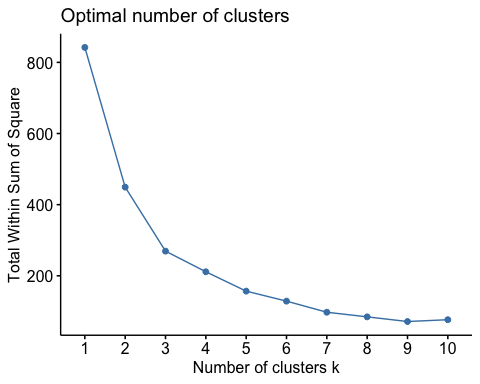 Optimal number of clusters
Total Within Sum of Square
800
600
400
200
1 2 3 4 5 6 7 8 9 10
Number of clusters k